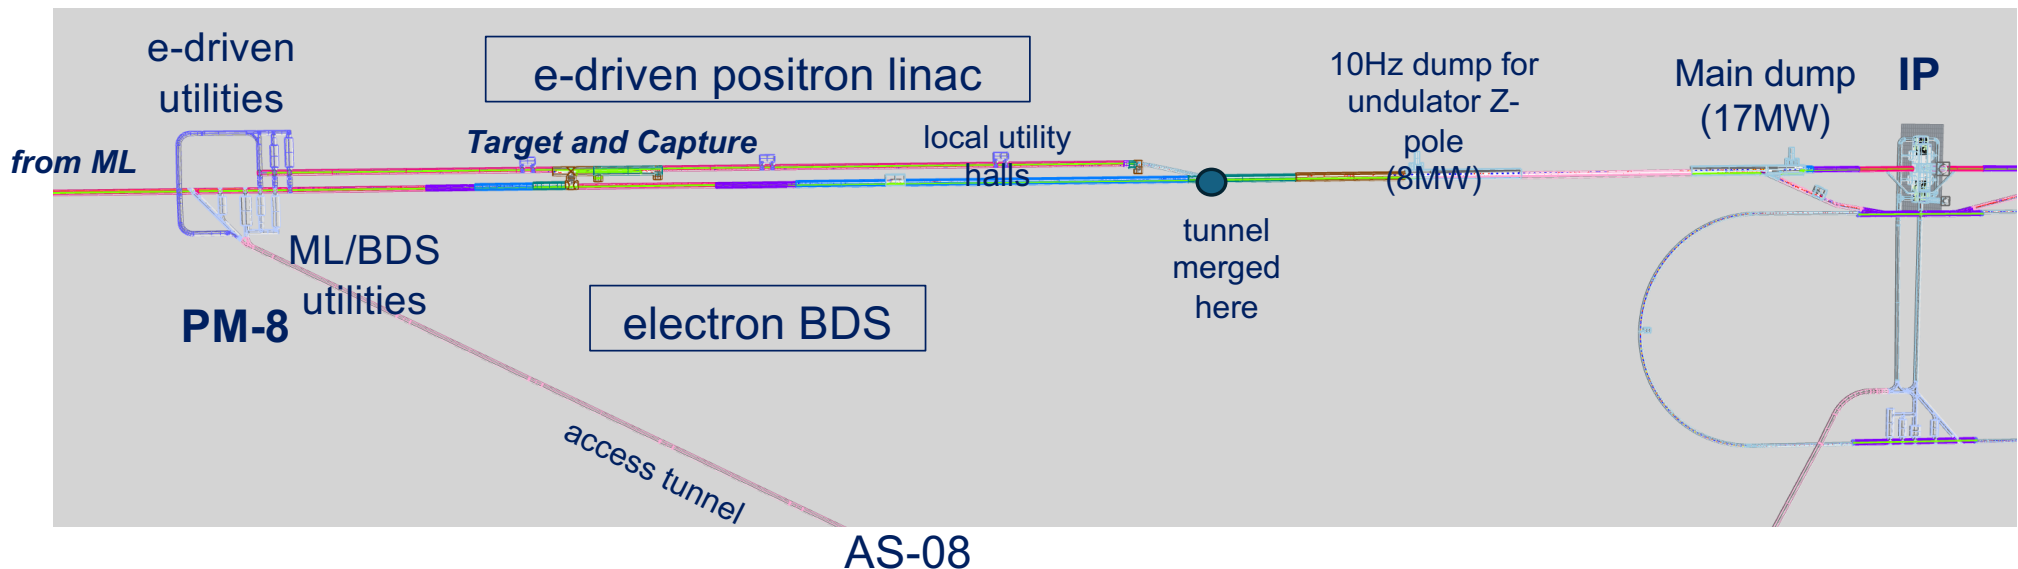 e-driven
utilities
e-driven positron linac
10Hz dump for
undulator Z-
pole
(8MW)
Main dump
(17MW)
IP
from ML
Target and Capture
local utility
halls
tunnel
merged
here
ML/BDS
utilities
PM-8
electron BDS
access tunnel
AS-08